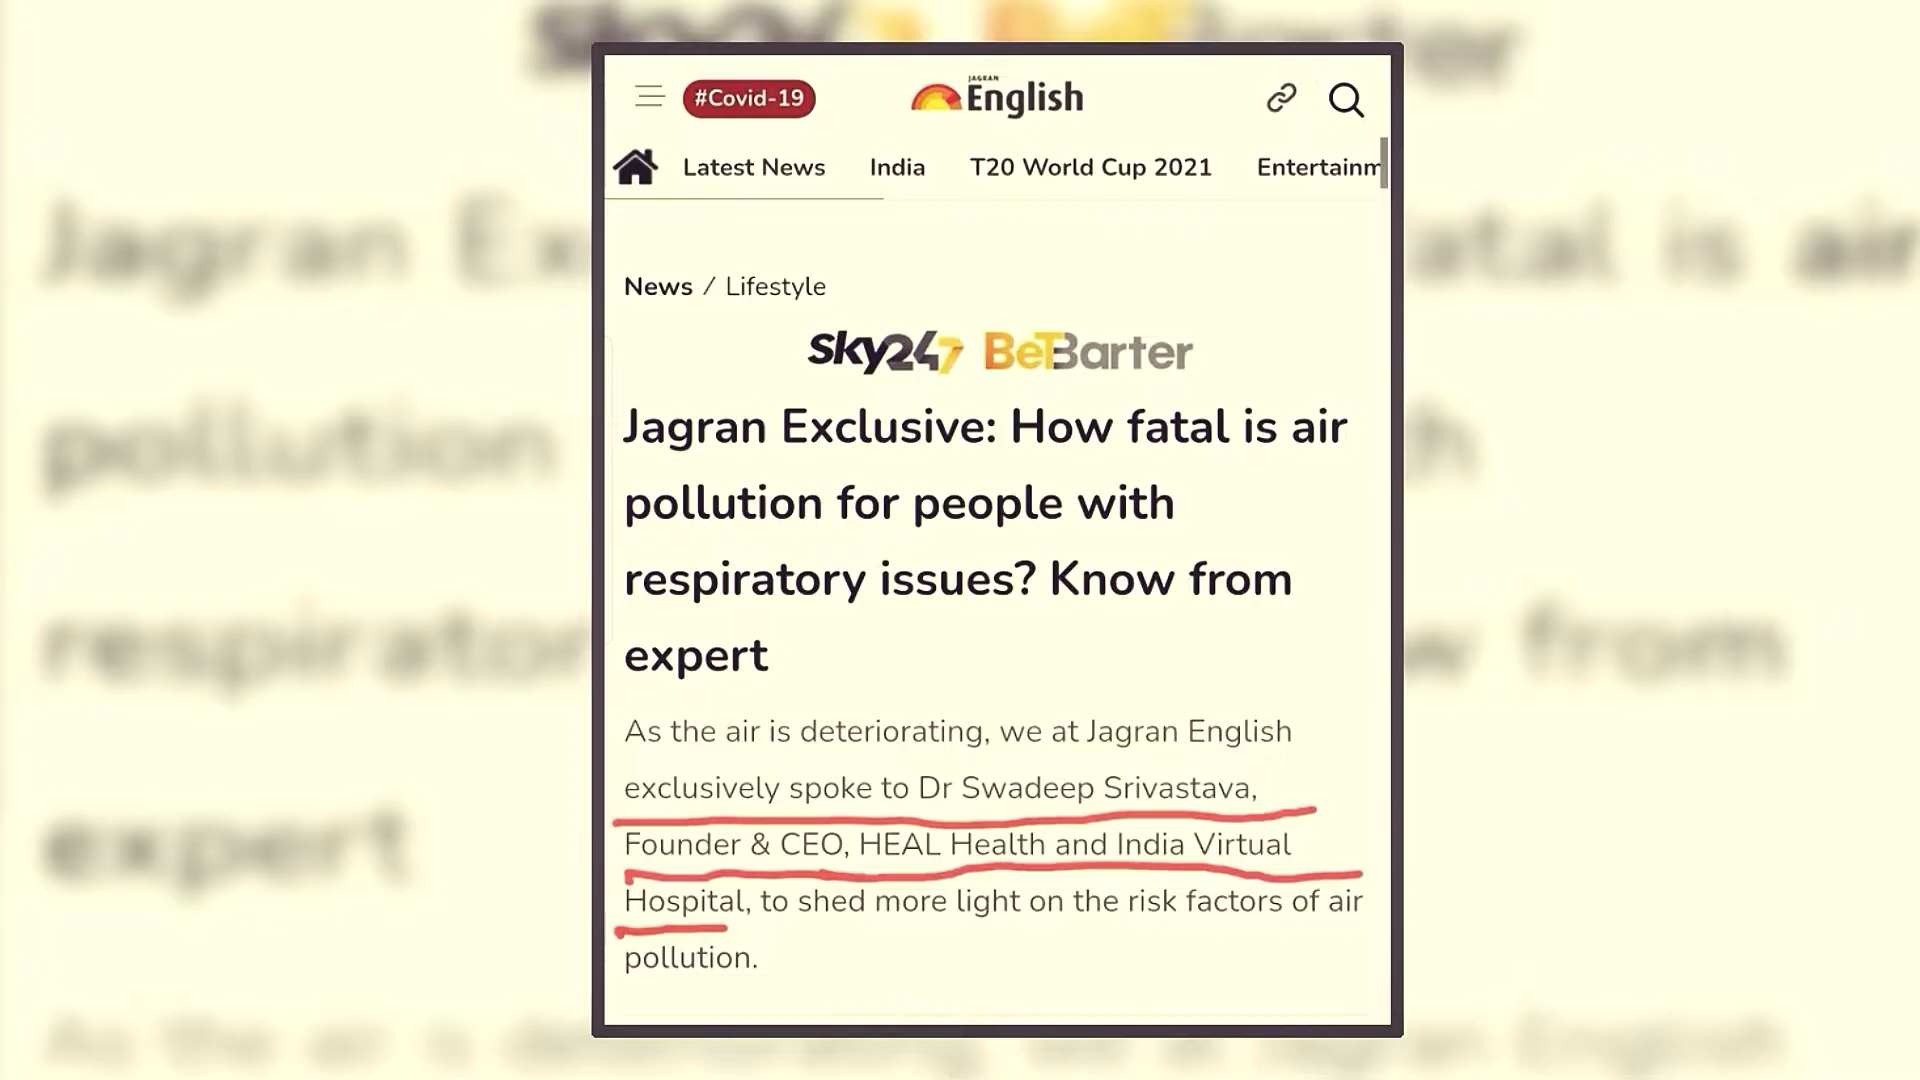 #Covid-19
JAGRAN
English
Latest News India T20 World Cup 2021 Entertainm
News / Lifestyle
Sky247 BetBarter
Jagran Exclusive: How fatal is air
pollution for people with
respiratory issues? Know from
expert
As the air is deteriorating, we at Jagran English
exclusively spoke to Dr Swadeep Srivastava,
Founder & CEO, HEAL Health and India Virtual
Hospital, to shed more light on the risk factors of air
pollution.